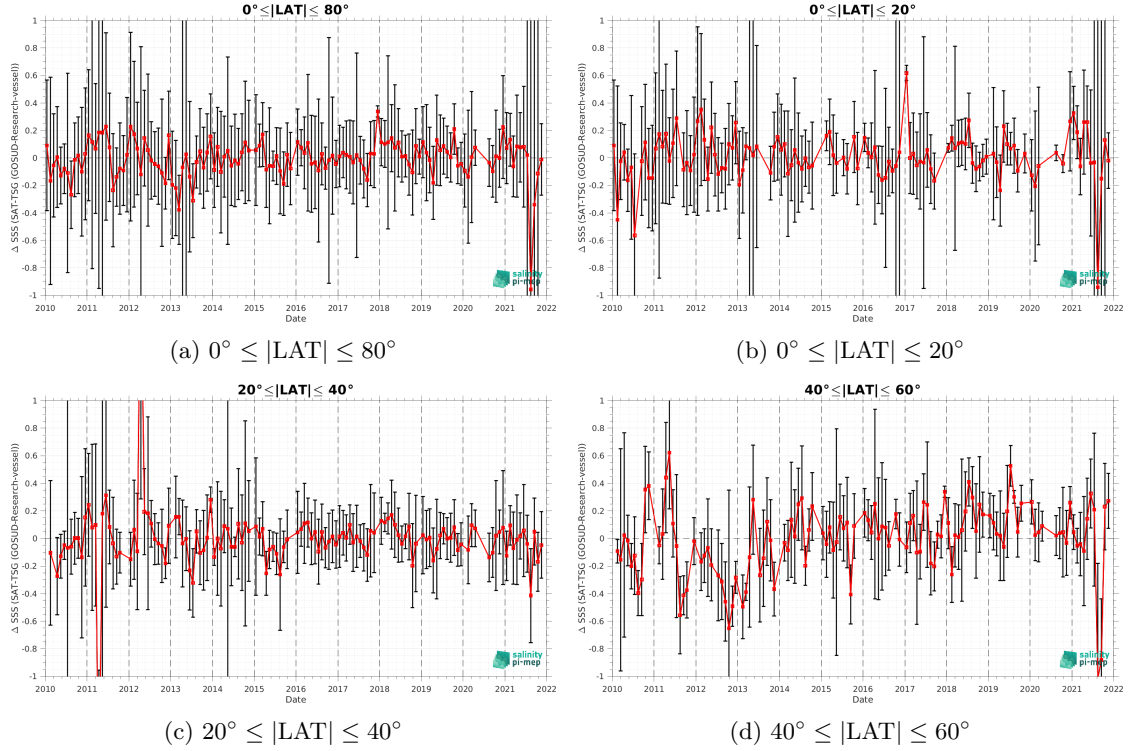 0°≤|LAT|≤ 80°
Δ SSS (SAT-TSG (GOSUD-Research-vessel))
1
0.8
0.6
0.4
0.2
0
-0.2
-0.4
-0.6
-0.8
-1
2010 2011 2012 2013 2014 2015 2016 2017 2018 2019 2020 2021 2022
Date
salinity
pi-mep
(a) 0° ≤ |LAT| ≤ 80°
0°≤|LAT|≤ 20°
Δ SSS (SAT-TSG (GOSUD-Research-vessel))
1
0.8
0.6
0.4
0.2
0
-0.2
-0.4
-0.6
-0.8
-1
2010 2011 2012 2013 2014 2015 2016 2017 2018 2019 2020 2021 2022
Date
salinity
pi-mep
(b) 0° ≤ |LAT| ≤ 20°
20°≤|LAT|≤ 40°
Δ SSS (SAT-TSG (GOSUD-Research-vessel))
1
0.8
0.6
0.4
0.2
0
-0.2
-0.4
-0.6
-0.8
-1
2010 2011 2012 2013 2014 2015 2016 2017 2018 2019 2020 2021 2022
Date
salinity
pi-mep
(c) 20° ≤ |LAT| ≤ 40°
40°≤|LAT|≤ 60°
Δ SSS (SAT-TSG (GOSUD-Research-vessel))
1
0.8
0.6
0.4
0.2
0
-0.2
-0.4
-0.6
-0.8
-1
2010 2011 2012 2013 2014 2015 2016 2017 2018 2019 2020 2021 2022
Date
salinity
pi-mep
(d) 40° ≤ |LAT| ≤ 60°